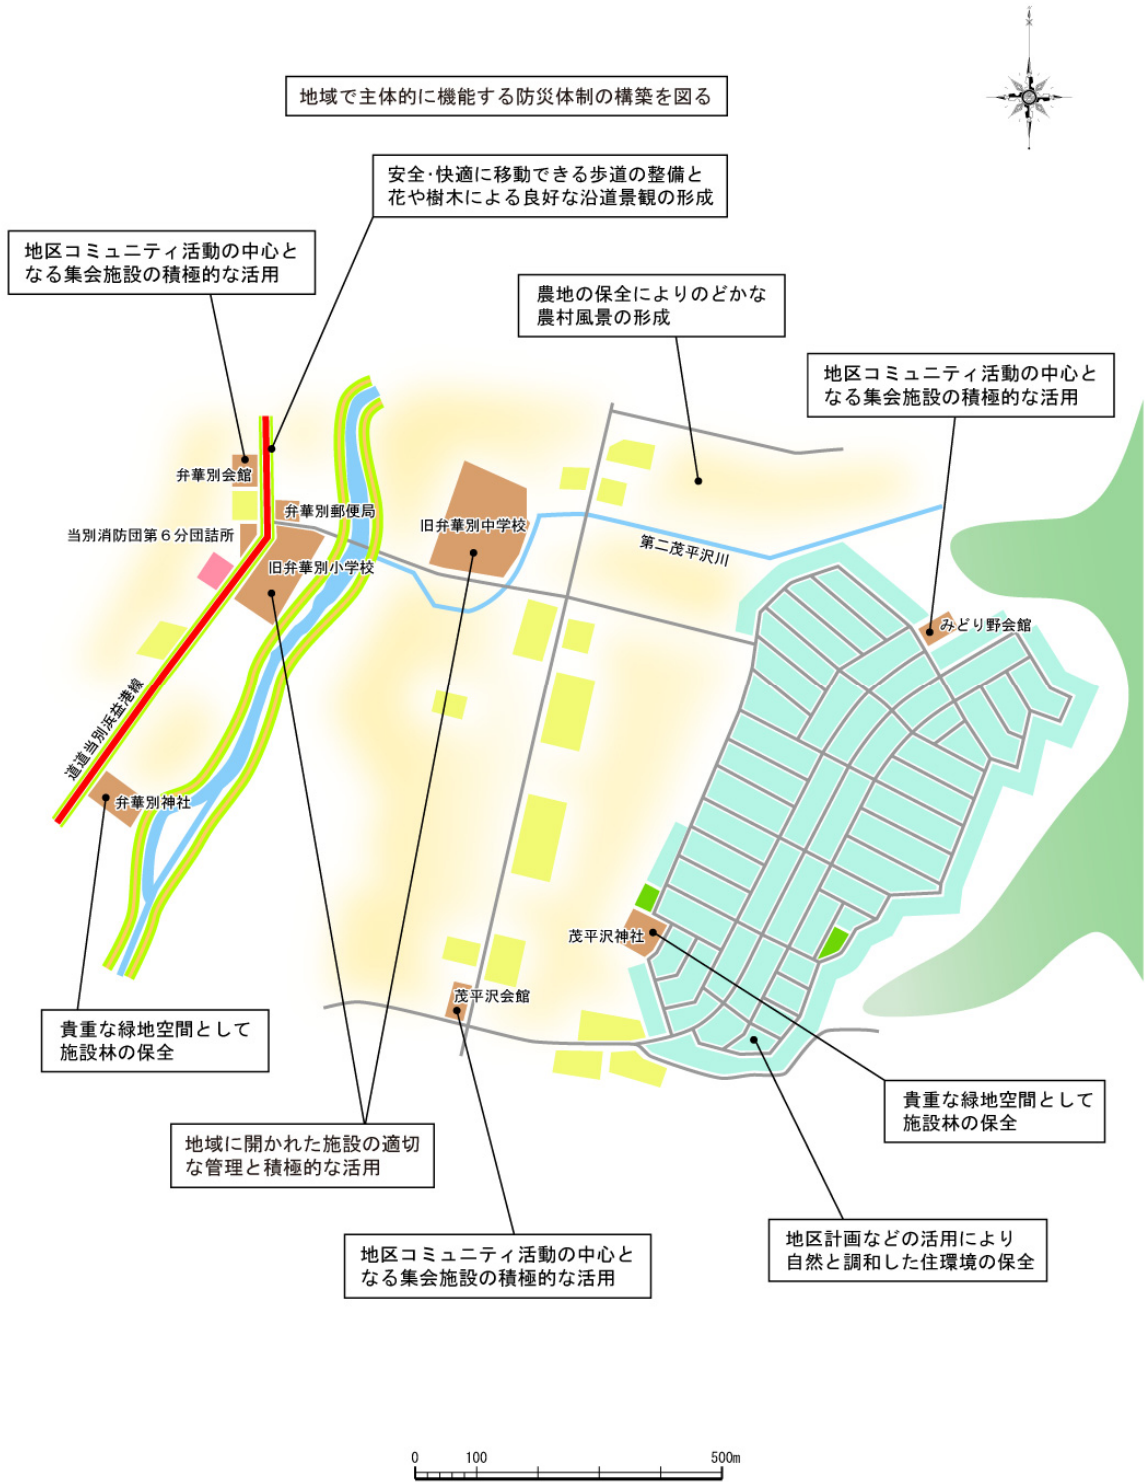 地域で主体的に機能する防災体制の構築を図る
安全・快適に移動できる歩道の整備と
花や樹木による良好な沿道景観の形成
地区コミュニティ活動の中心と
なる集会施設の積極的な活用
農地の保全によりのどかな
農村風景の形成
地区コミュニティ活動の中心と
なる集会施設の積極的な活用
弁華別会館
弁華別郵便局
当別消防団第６分団詰所
旧弁華別小学校
旧弁華別中学校
第二茂平沢川
みどり野会館
道道当別浜益港線
弁華別神社
茂平沢神社
茂平沢会館
貴重な緑地空間として
施設林の保全
貴重な緑地空間として
施設林の保全
地域に開かれた施設の適切
な管理と積極的な活用
地区コミュニティ活動の中心と
なる集会施設の積極的な活用
地区計画などの活用により
自然と調和した住環境の保全
0 100 500m